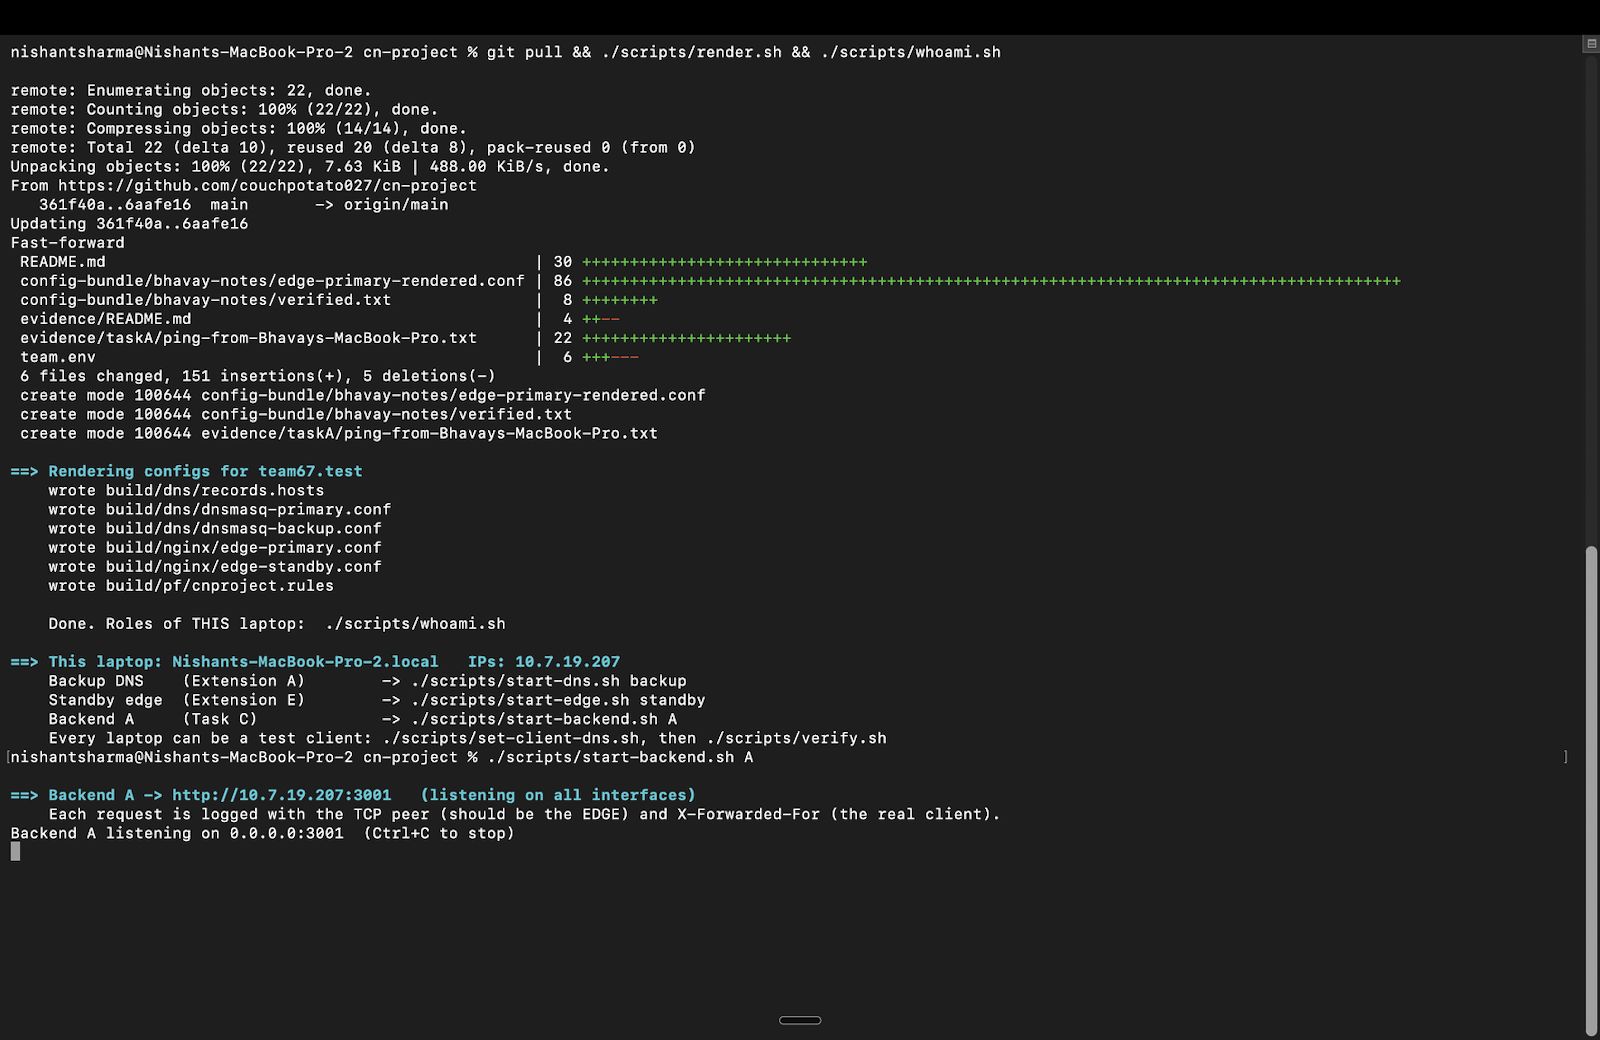 nishantsharma@Nishants-MacBook-Pro-2 cn-project % git pull && ./scripts/render.sh && ./scripts/whoami.sh
remote: Enumerating objects: 22, done.
remote: Counting objects: 100% (22/22), done.
remote: Compressing objects: 100% (14/14), done.
remote: Total 22 (delta 10), reused 20 (delta 8), pack-reused 0 (from 0)
Unpacking objects: 100% (22/22), 7.63 KiB | 488.00 KiB/s, done.
From https://github.com/couchpotato027/cn-project
   361f40a..6aafe16  main       -> origin/main
Updating 361f40a..6aafe16
Fast-forward
 README.md                                             | 30 ++++++++++++++++++++++++++++++
 config-bundle/bhavay-notes/edge-primary-rendered.conf | 86 ++++++++++++++++++++++++++++++++++++++++++++++++++++++++++++++++++++++++++++++++++++++
 config-bundle/bhavay-notes/verified.txt               |  8 ++++++++
 evidence/README.md                                    |  4 ++--
 evidence/taskA/ping-from-Bhavays-MacBook-Pro.txt      | 22 ++++++++++++++++++++++
 team.env                                              |  6 +++---
 6 files changed, 151 insertions(+), 5 deletions(-)
 create mode 100644 config-bundle/bhavay-notes/edge-primary-rendered.conf
 create mode 100644 config-bundle/bhavay-notes/verified.txt
 create mode 100644 evidence/taskA/ping-from-Bhavays-MacBook-Pro.txt
==> Rendering configs for team67.test
    wrote build/dns/records.hosts
    wrote build/dns/dnsmasq-primary.conf
    wrote build/dns/dnsmasq-backup.conf
    wrote build/nginx/edge-primary.conf
    wrote build/nginx/edge-standby.conf
    wrote build/pf/cnproject.rules
    Done. Roles of THIS laptop:  ./scripts/whoami.sh
==> This laptop: Nishants-MacBook-Pro-2.local   IPs: 10.7.19.207
    Backup DNS    (Extension A)        -> ./scripts/start-dns.sh backup
    Standby edge  (Extension E)        -> ./scripts/start-edge.sh standby
    Backend A     (Task C)             -> ./scripts/start-backend.sh A
    Every laptop can be a test client: ./scripts/set-client-dns.sh, then ./scripts/verify.sh
[nishantsharma@Nishants-MacBook-Pro-2 cn-project % ./scripts/start-backend.sh A ]
==> Backend A -> http://10.7.19.207:3001   (listening on all interfaces)
    Each request is logged with the TCP peer (should be the EDGE) and X-Forwarded-For (the real client).
Backend A listening on 0.0.0.0:3001  (Ctrl+C to stop)